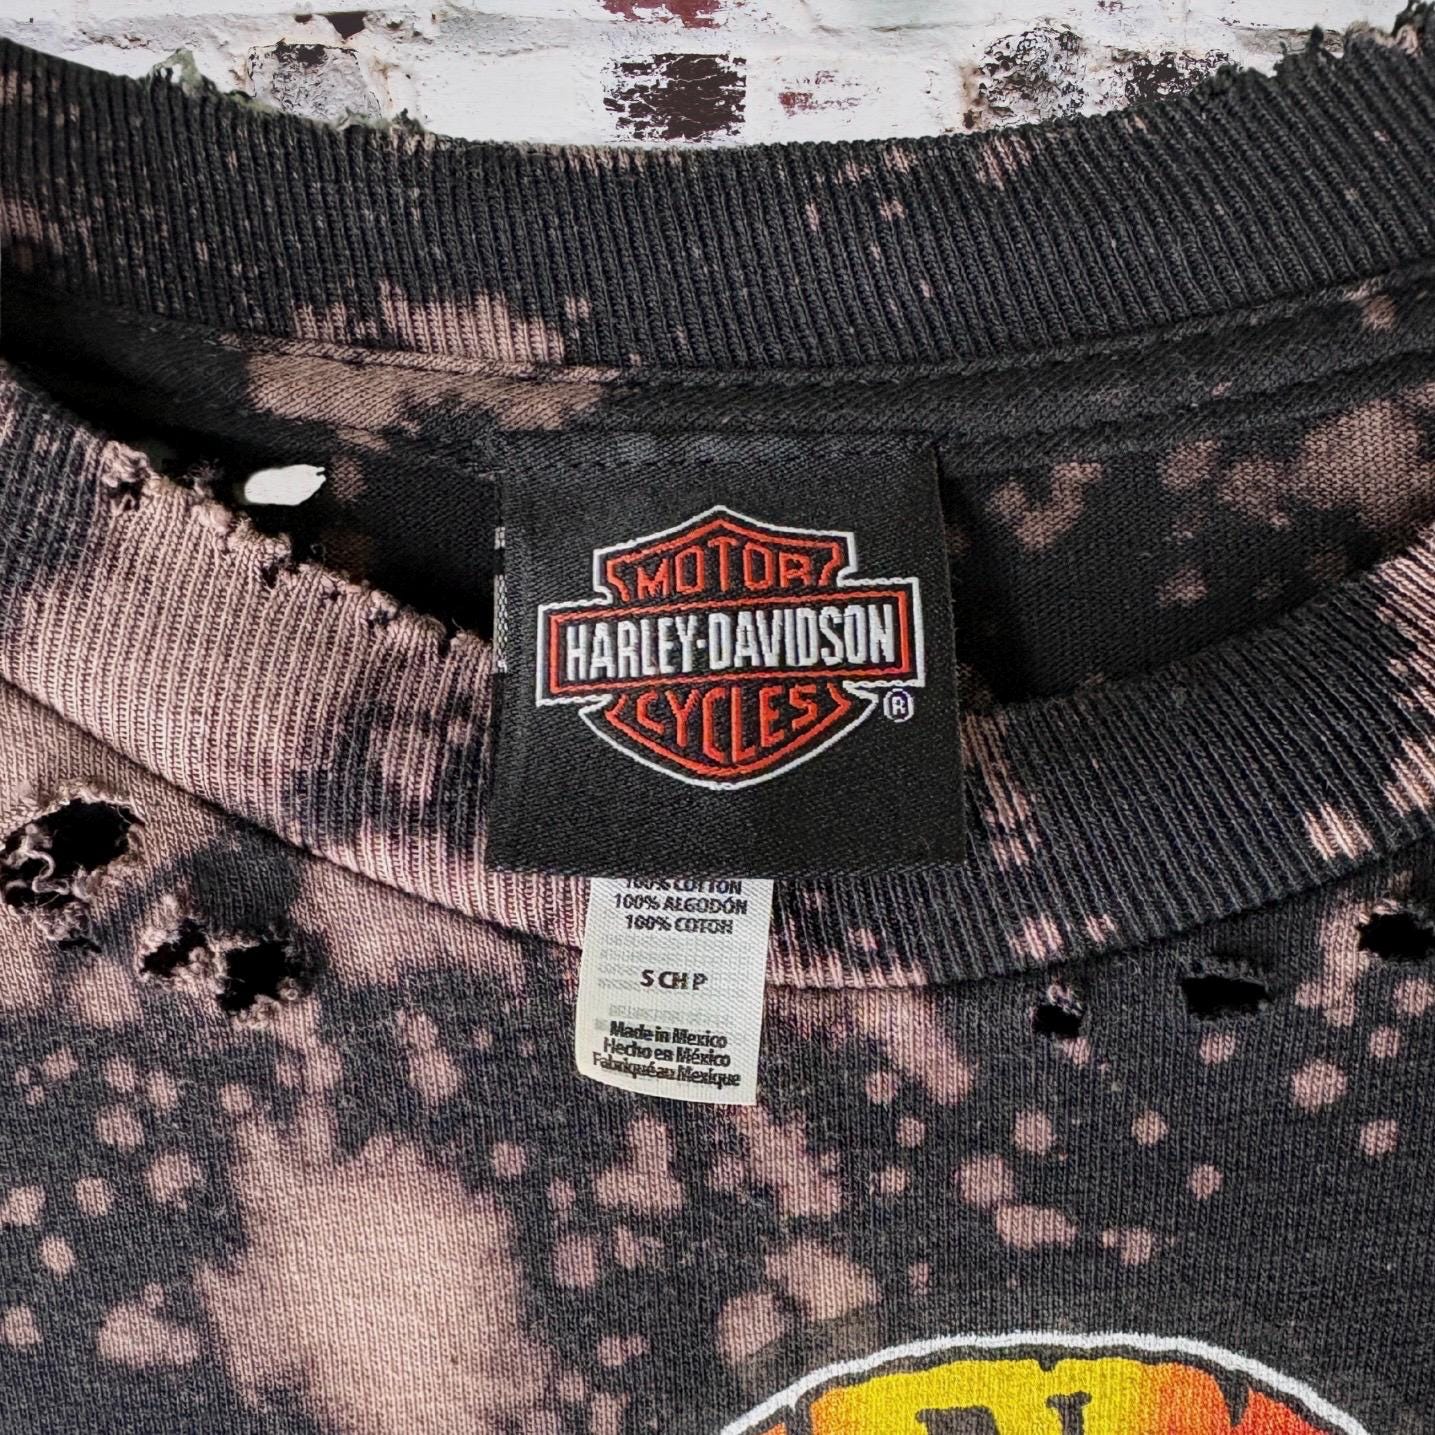 MOTOR
HARLEY-DAVIDSON
CYCLES
®
100% COTTON
100% ALGODÓN
100% COTON
S CH P
Made in Mexico
Hecho en México
Fabriqué au Mexique